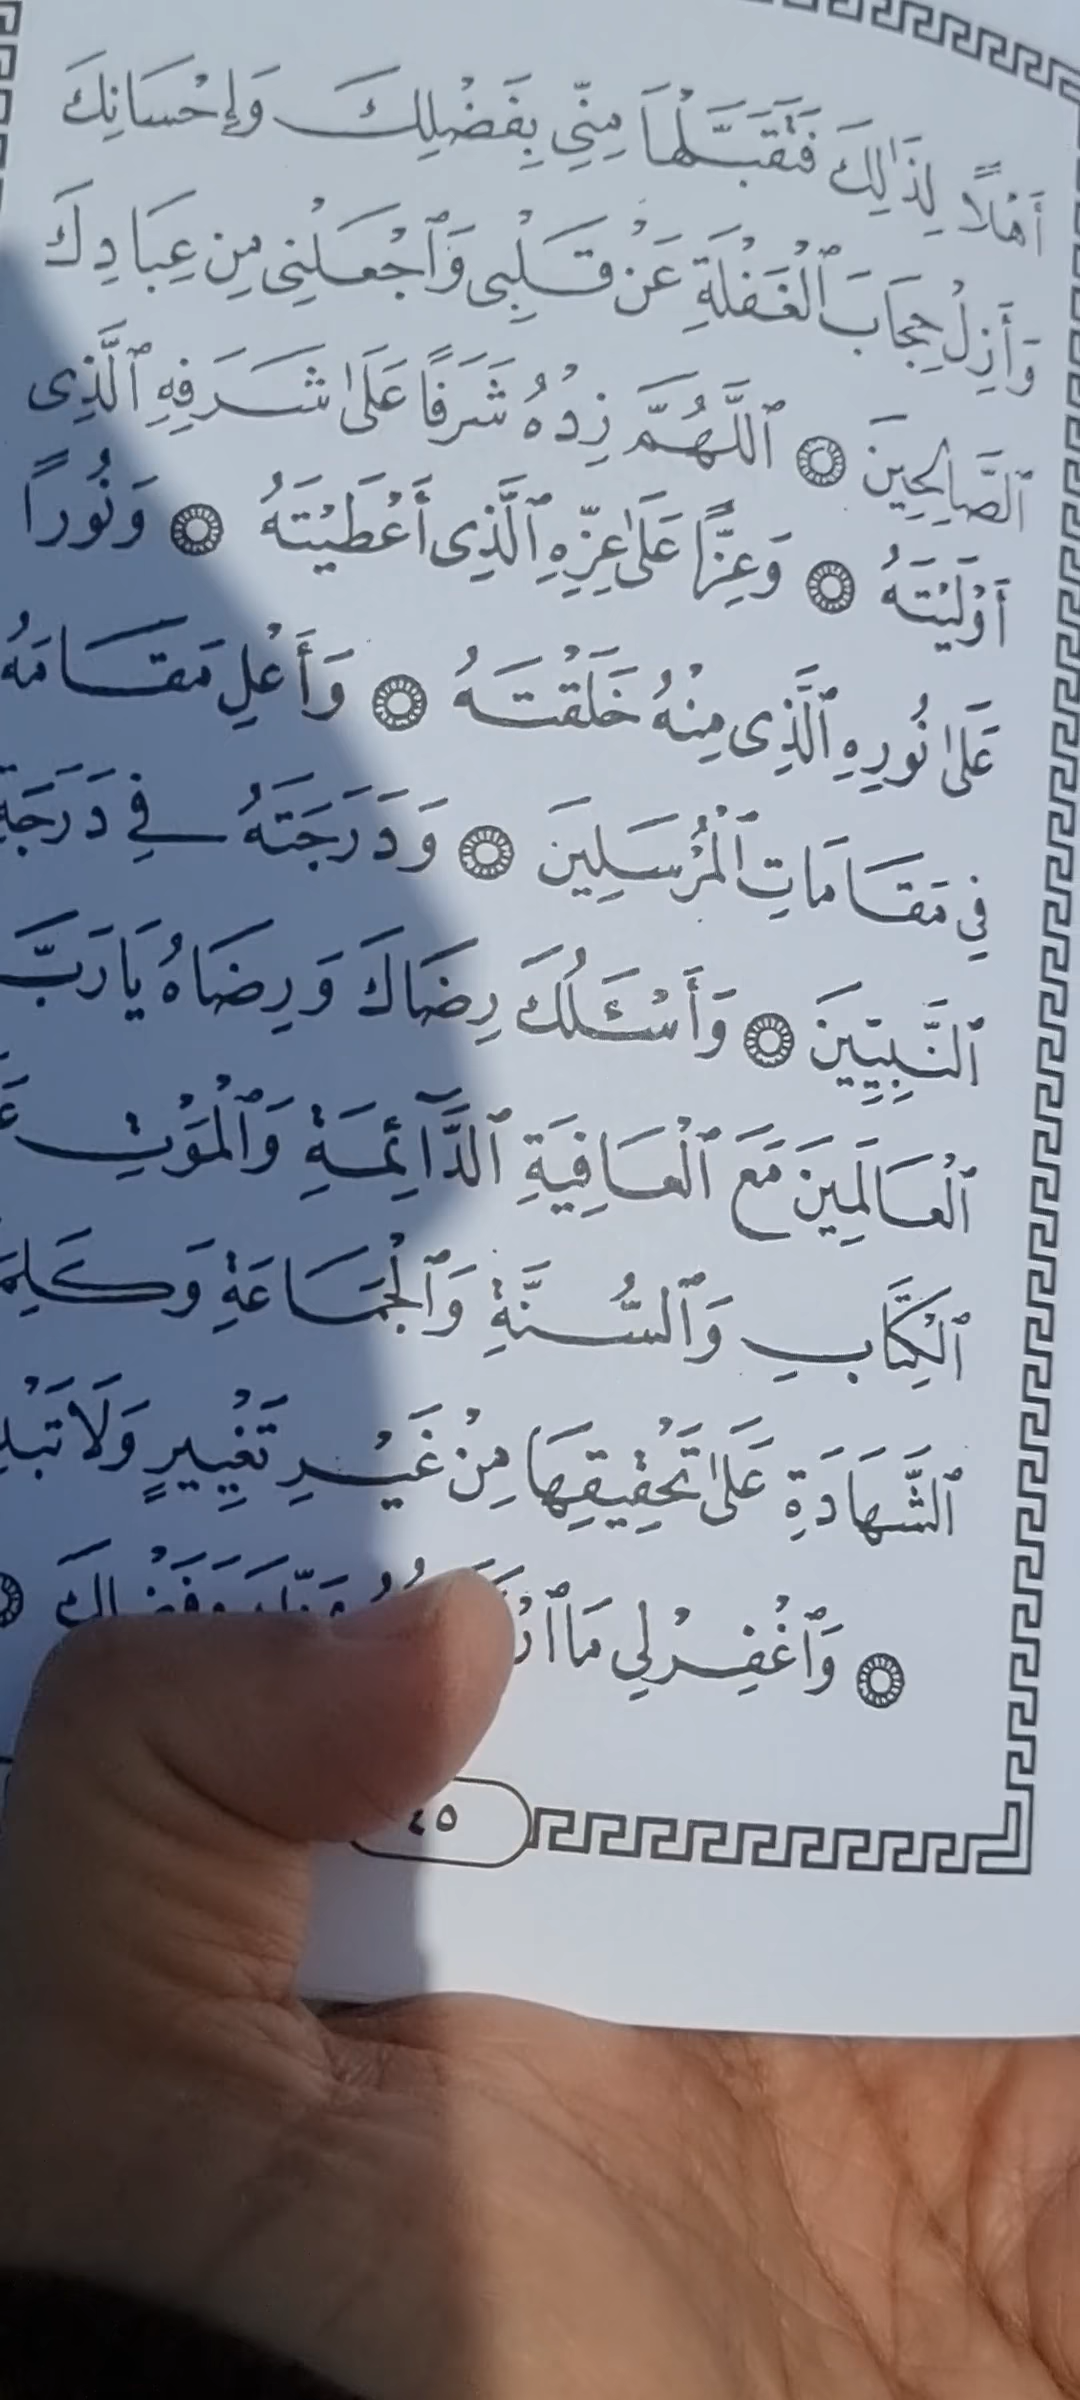 أَهْلًا لِذَٰلِكَ فَتَقَبَّلْهَا مِنِّي بِفَضْلِكَ وَإِحْسَانِكَ
وَأَزِلْ حِجَابَ ٱلْغَفْلَةِ عَنْ قَلْبِى وَٱجْعَلْنِى مِن عِبَادِكَ
ٱلصَّالِحِينَ ۞ ٱللَّهُمَّ زِدْهُ شَرَفًا عَلَىٰ شَرَفِهِ ٱلَّذِى
أَوْلَيْتَهُ ۞ وَعِزًّا عَلَىٰ عِزِّهِ ٱلَّذِى أَعْطَيْتَهُ ۞ وَنُورًا
عَلَىٰ نُورِهِ ٱلَّذِى مِنْهُ خَلَقْتَهُ ۞ وَأَعْلِ مَقَامَهُ
فِي مَقَامَاتِ ٱلْمُرْسَلِينَ ۞ وَدَرَجَتَهُ فِي دَرَجَةِ
ٱلنَّبِيِّينَ ۞ وَأَسْـَٔلُكَ رِضَاكَ وَرِضَاهُ يَا رَبَّ
ٱلْعَالَمِينَ مَعَ ٱلْعَافِيَةِ ٱلدَّآئِمَةِ وَٱلْمَوْتِ
ٱلْكِتَابِ وَٱلسُّنَّةِ وَٱلْجَمَاعَةِ
ٱلشَّهَادَةِ عَلَىٰ تَحْقِيقِهَا مِنْ غَيْرِ تَغْيِيرٍ وَلَا
۞ وَٱغْفِرْ لِي مَا
٤٥